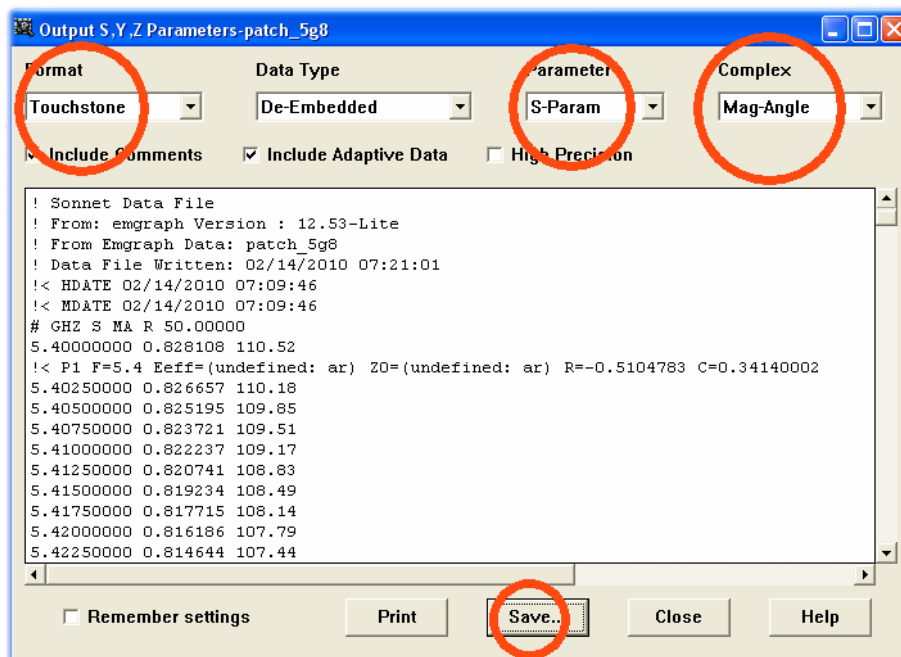 Output S,Y,Z Parameters-patch_5g8
Format Data Type Parameter Complex
Touchstone De-Embedded S-Param Mag-Angle
Include Comments Include Adaptive Data High Precision
! Sonnet Data File
! From: emgraph Version : 12.53-Lite
! From Emgraph Data: patch_5g8
! Data File Written: 02/14/2010 07:21:01
!< HDATE 02/14/2010 07:09:46
!< MDATE 02/14/2010 07:09:46
# GHZ S MA R 50.00000
5.40000000 0.828108 110.52
!< P1 F=5.4 Eeff=(undefined: ar) Z0=(undefined: ar) R=-0.5104783 C=0.34140002
5.40250000 0.826657 110.18
5.40500000 0.825195 109.85
5.40750000 0.823721 109.51
5.41000000 0.822237 109.17
5.41250000 0.820741 108.83
5.41500000 0.819234 108.49
5.41750000 0.817715 108.14
5.42000000 0.816186 107.79
5.42250000 0.814644 107.44
Remember settings Print Save... Close Help